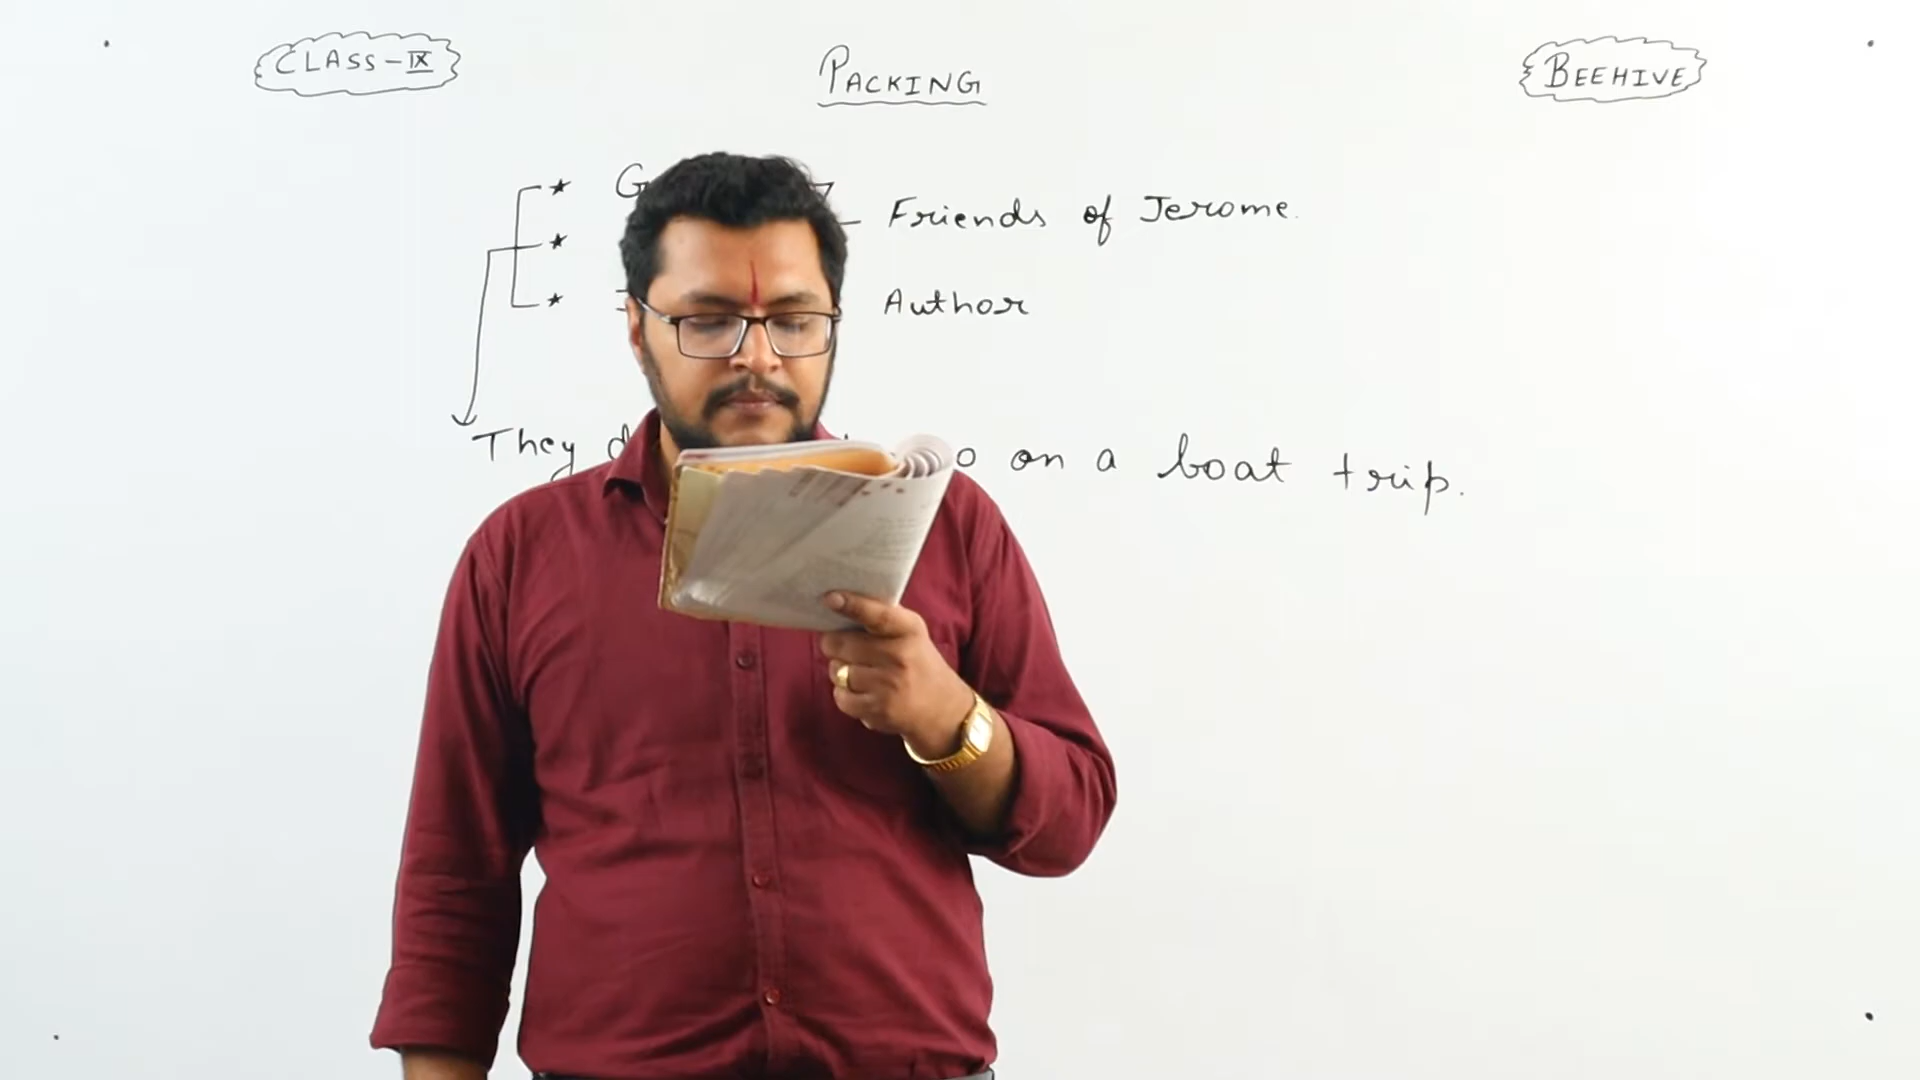 CLASS-IX
PACKING
BEEHIVE
Friends of Jerome.
Author
They
on a boat trip.